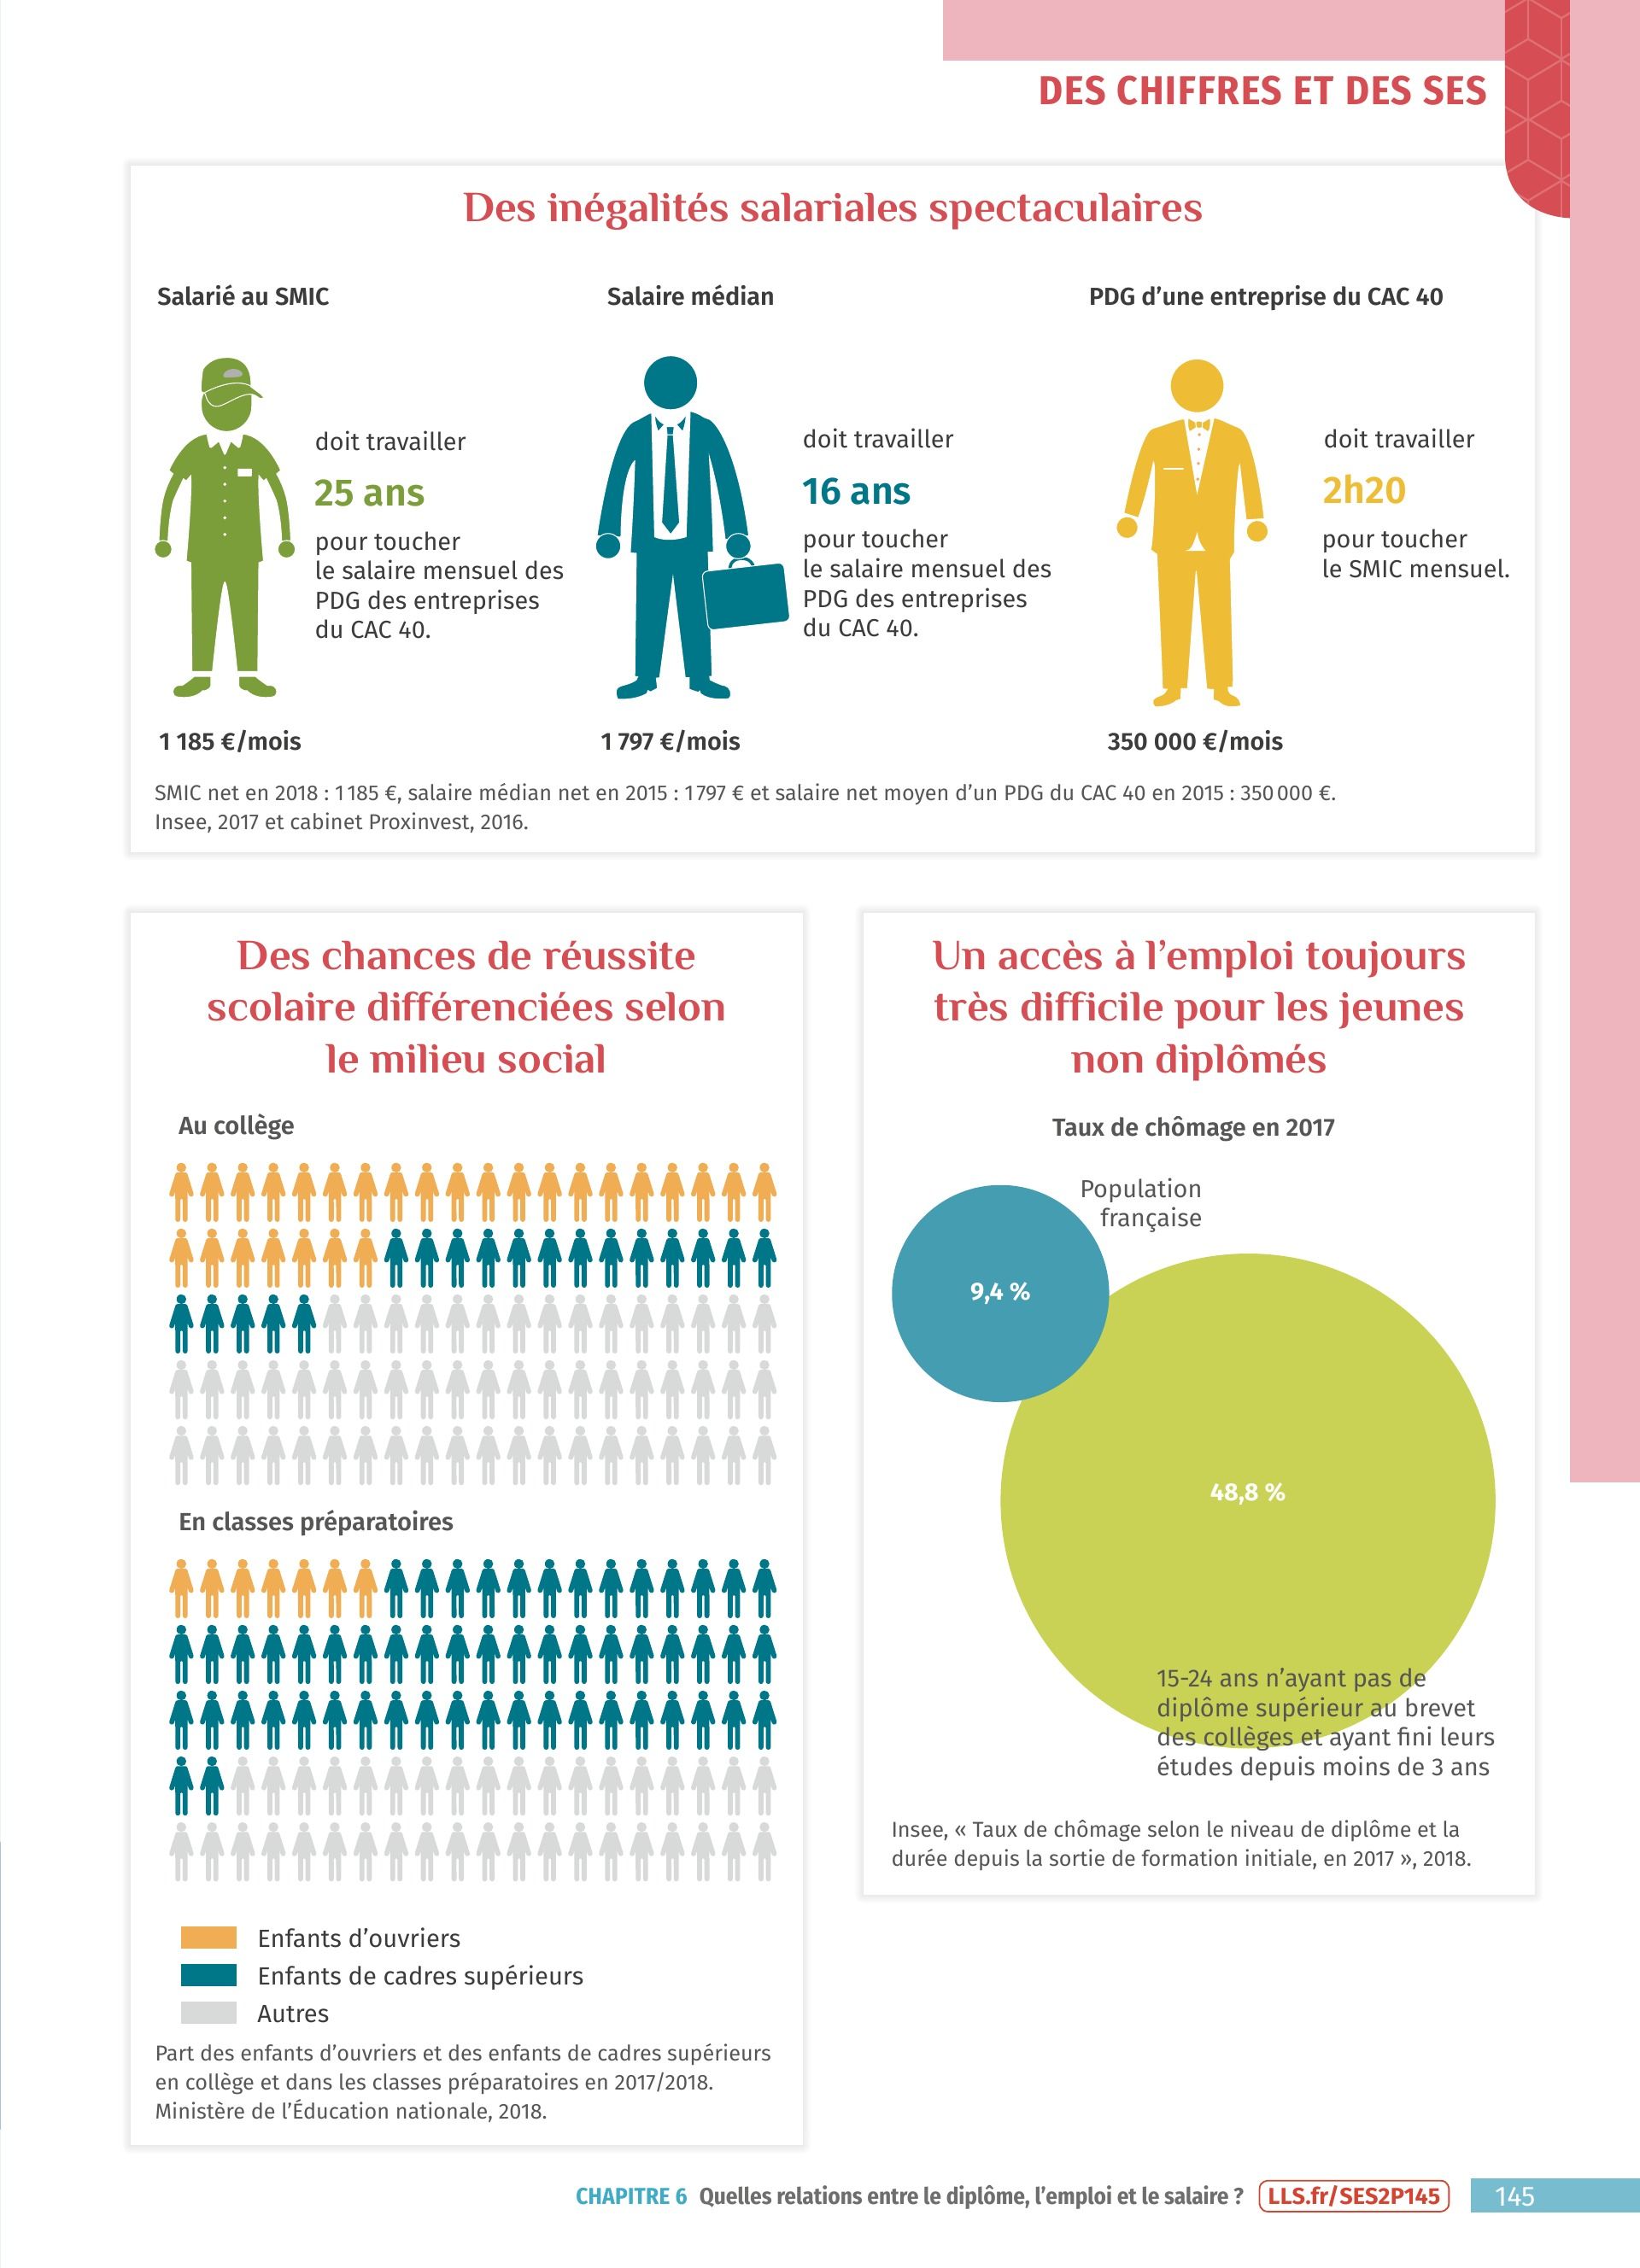 DES CHIFFRES ET DES SES
Des inégalités salariales spectaculaires
Salarié au SMIC
doit travailler
25 ans
pour toucher
le salaire mensuel des
PDG des entreprises
du CAC 40.
1 185 €/mois
Salaire médian
doit travailler
16 ans
pour toucher
le salaire mensuel des
PDG des entreprises
du CAC 40.
1 797 €/mois
PDG d’une entreprise du CAC 40
doit travailler
2h20
pour toucher
le SMIC mensuel.
350 000 €/mois
SMIC net en 2018 : 1 185 €, salaire médian net en 2015 : 1 797 € et salaire net moyen d’un PDG du CAC 40 en 2015 : 350 000 €.
Insee, 2017 et cabinet Proxinvest, 2016.
Des chances de réussite
scolaire différenciées selon
le milieu social
Au collège
En classes préparatoires
Enfants d’ouvriers
Enfants de cadres supérieurs
Autres
Part des enfants d’ouvriers et des enfants de cadres supérieurs
en collège et dans les classes préparatoires en 2017/2018.
Ministère de l’Éducation nationale, 2018.
Un accès à l’emploi toujours
très difficile pour les jeunes
non diplômés
Taux de chômage en 2017
Population
française
9,4 %
48,8 %
15-24 ans n’ayant pas de
diplôme supérieur au brevet
des collèges et ayant fini leurs
études depuis moins de 3 ans
Insee, « Taux de chômage selon le niveau de diplôme et la
durée depuis la sortie de formation initiale, en 2017 », 2018.
CHAPITRE 6 Quelles relations entre le diplôme, l’emploi et le salaire ? LLS.fr/SES2P145 145